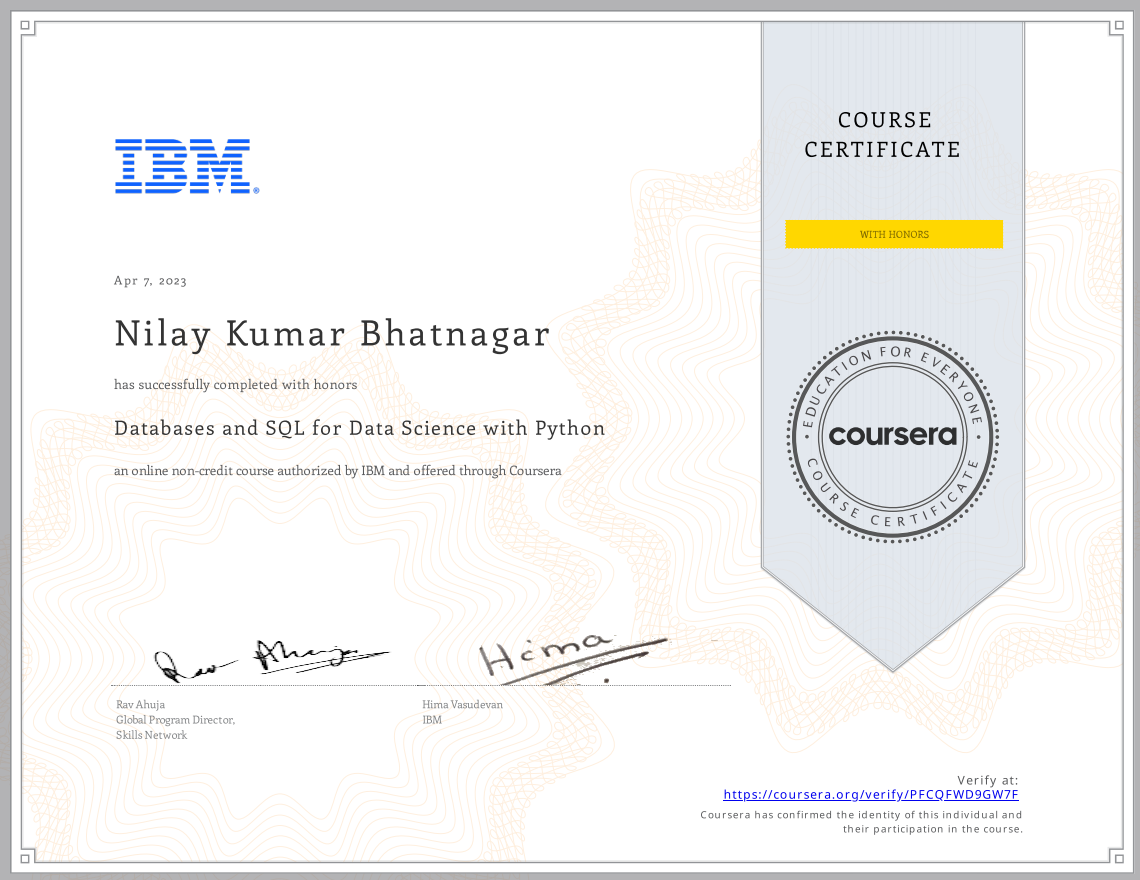 IBM®
COURSE
CERTIFICATE
WITH HONORS
Apr 7, 2023
Nilay Kumar Bhatnagar
has successfully completed with honors
Databases and SQL for Data Science with Python
an online non-credit course authorized by IBM and offered through Coursera
EDUCATION FOR EVERYONE
coursera
COURSE CERTIFICATE
Rav Ahuja
Hima
Rav Ahuja
Global Program Director,
Skills Network
Hima Vasudevan
IBM
Verify at:
https://coursera.org/verify/PFCQFWD9GW7F
Coursera has confirmed the identity of this individual and
their participation in the course.